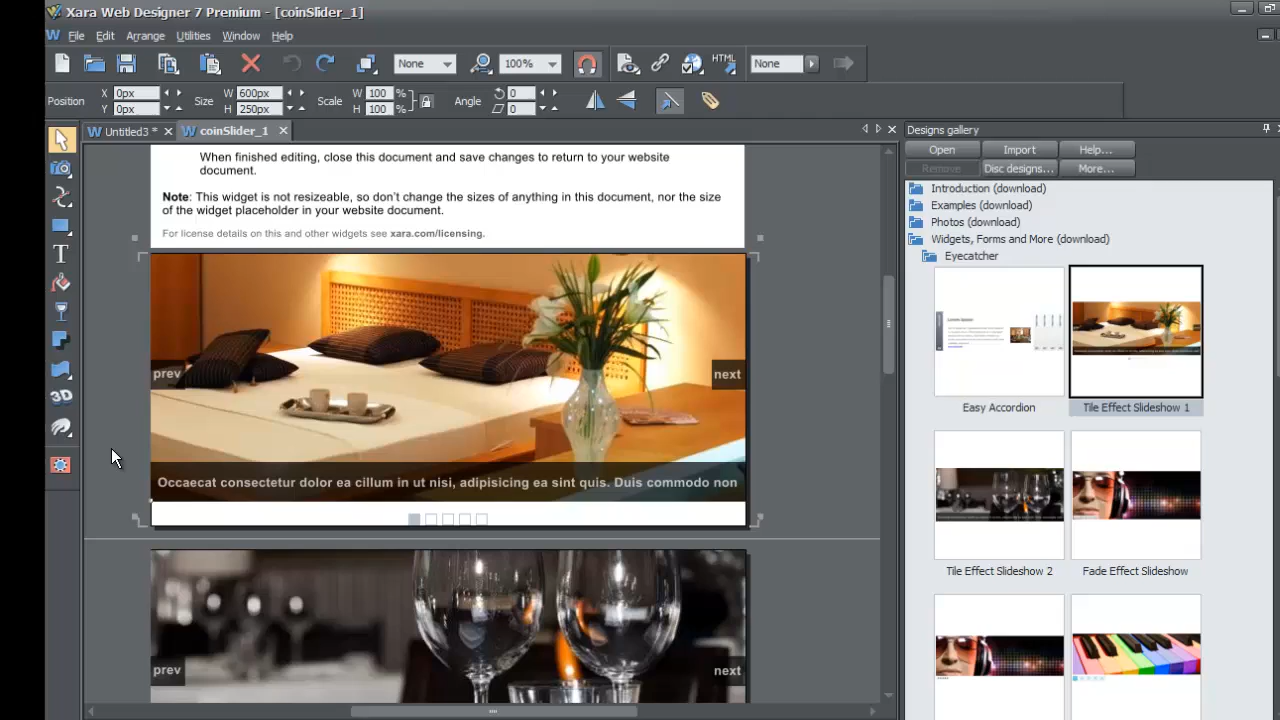 Xara Web Designer 7 Premium - [coinSlider_1]
File Edit Arrange Utilities Window Help
None 100% HTML None
Position X 0px Y 0px Size W 600px H 250px Scale W 100 % H 100 % Angle 0 0
Untitled3 * coinSlider_1
When finished editing, close this document and save changes to return to your website
document.
Note: This widget is not resizeable, so don't change the sizes of anything in this document, nor the size
of the widget placeholder in your website document.
For license details on this and other widgets see xara.com/licensing.
prev next
Occaecat consectetur dolor ea cillum in ut nisi, adipisicing ea sint quis. Duis commodo non
prev next
3D
Designs gallery
Open Import Help...
Remove Disc designs... More...
Introduction (download)
Examples (download)
Photos (download)
Widgets, Forms and More (download)
Eyecatcher
Easy Accordion Tile Effect Slideshow 1
Tile Effect Slideshow 2 Fade Effect Slideshow